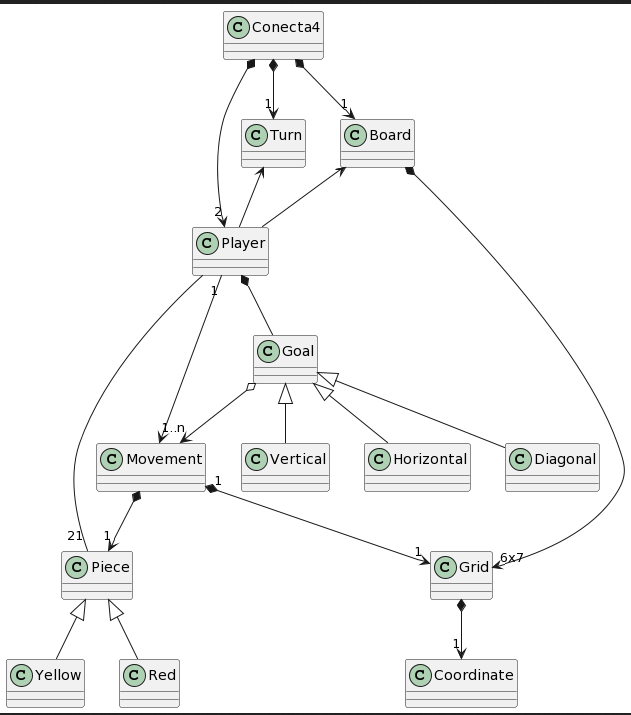 C Conecta4
1 1
C Turn C Board
2
C Player
1
C Goal
1..n
C Movement C Vertical C Horizontal C Diagonal
1
21 1 1 6x7
C Piece C Grid
1
C Yellow C Red C Coordinate